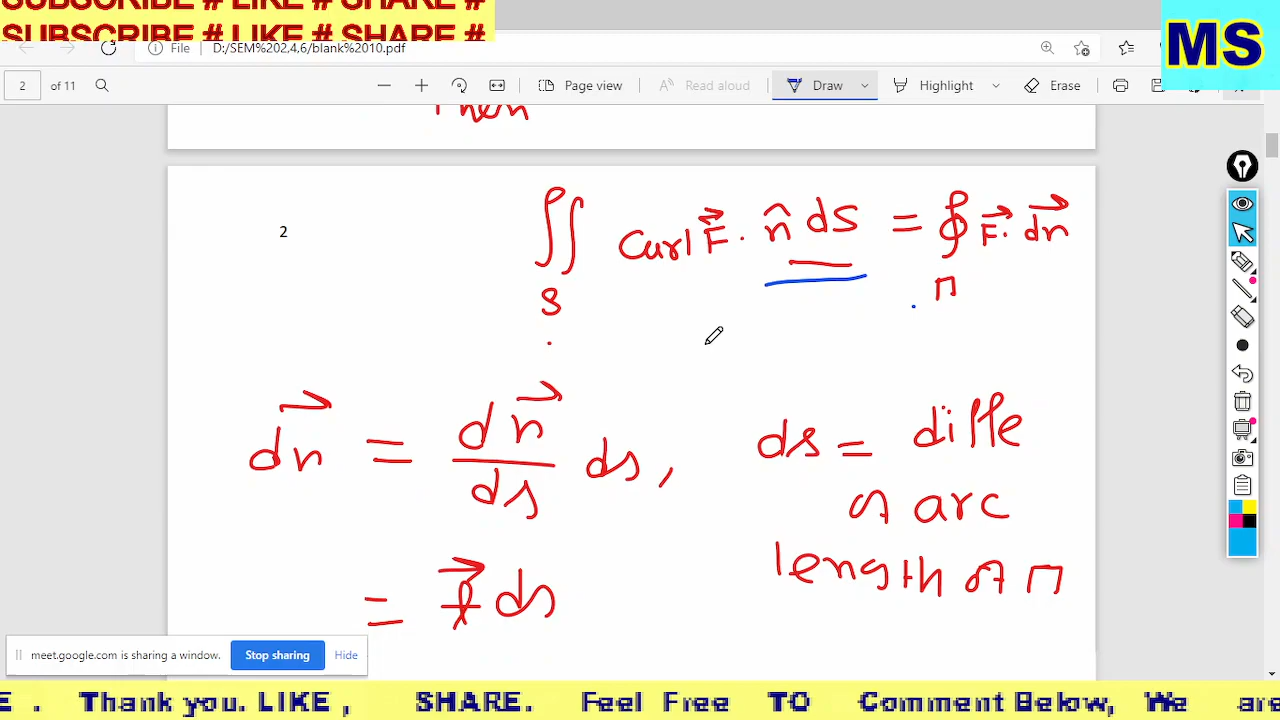 SUBSCRIBE # LIKE # SHARE #
SUBSCRIBE # LIKE # SHARE #
MS
File D:/SEM%202,4,6/blank%2010.pdf
2 of 11 Page view Read aloud Draw Highlight Erase
Then
2
∬ Curl F⃗ · n̂ dS = ∮ F⃗ · dr⃗
S Γ
dr⃗ = dr⃗/ds ds, ds = diffe
of arc
length of Γ
= t⃗ ds
meet.google.com is sharing a window. Stop sharing Hide
E . Thank you. LIKE , SHARE. Feel Free TO Comment Below, We are